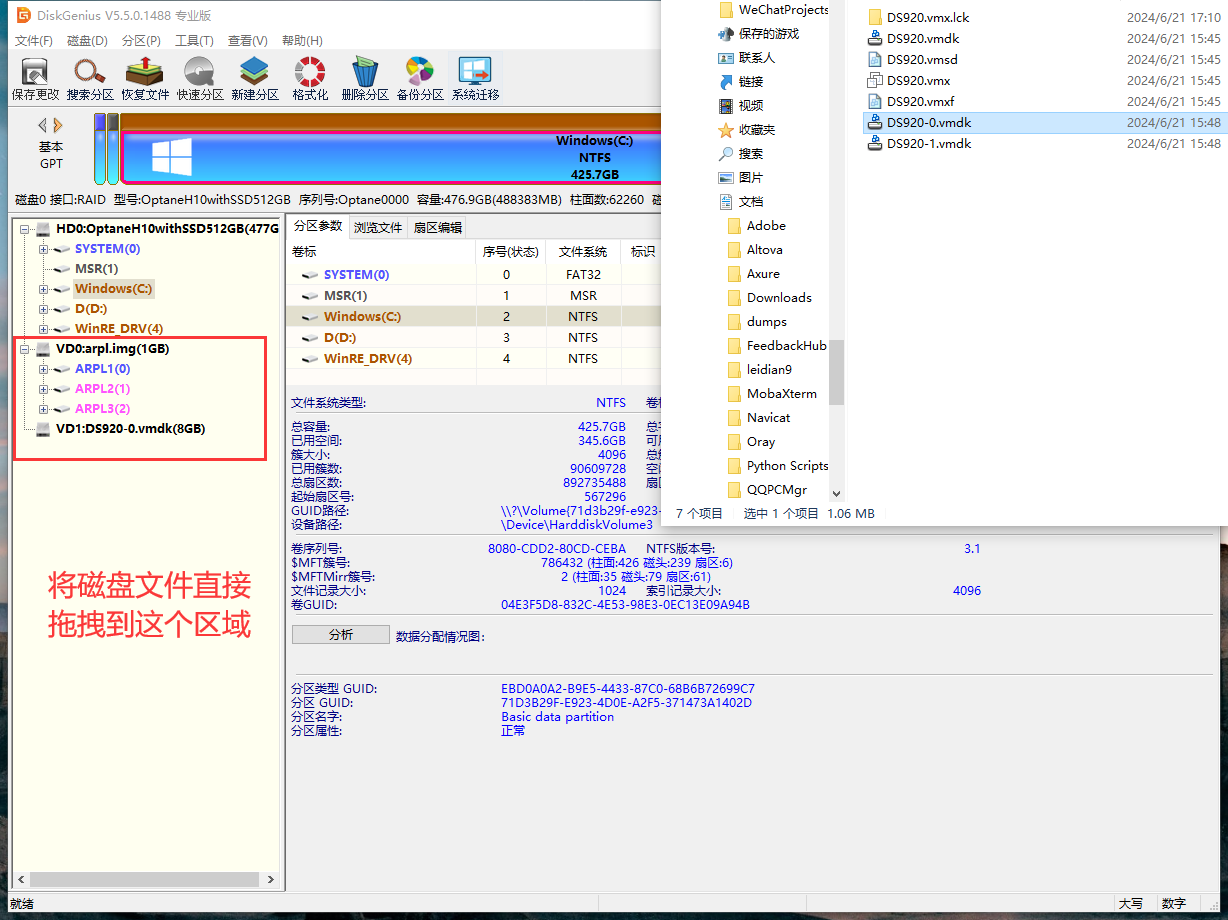 DiskGenius V5.5.0.1488 专业版
文件(F) 磁盘(D) 分区(P) 工具(T) 查看(V) 帮助(H)
保存更改 搜索分区 恢复文件 快速分区 新建分区 格式化 删除分区 备份分区 系统迁移
基本
GPT
Windows(C:)
NTFS
425.7GB
磁盘0 接口:RAID 型号:OptaneH10withSSD512GB 序列号:Optane0000 容量:476.9GB(488383MB) 柱面数:62260
HD0:OptaneH10withSSD512GB(477G
SYSTEM(0)
MSR(1)
Windows(C:)
D(D:)
WinRE_DRV(4)
VD0:arpl.img(1GB)
ARPL1(0)
ARPL2(1)
ARPL3(2)
VD1:DS920-0.vmdk(8GB)
将磁盘文件直接
拖拽到这个区域
分区参数 浏览文件 扇区编辑
卷标 序号(状态) 文件系统 标识
SYSTEM(0) 0 FAT32
MSR(1) 1 MSR
Windows(C:) 2 NTFS
D(D:) 3 NTFS
WinRE_DRV(4) 4 NTFS
文件系统类型: NTFS
总容量: 425.7GB
已用空间: 345.6GB
簇大小: 4096
已用簇数: 90609728
总扇区数: 892735488
起始扇区号: 567296
GUID路径: \\?\Volume{71d3b29f-e923-
设备路径: \Device\HarddiskVolume3
卷序列号: 8080-CDD2-80CD-CEBA NTFS版本号: 3.1
$MFT簇号: 786432 (柱面:426 磁头:239 扇区:6)
$MFTMirr簇号: 2 (柱面:35 磁头:79 扇区:61)
文件记录大小: 1024 索引记录大小: 4096
卷GUID: 04E3F5D8-832C-4E53-98E3-0EC13E09A94B
分析 数据分配情况图:
分区类型 GUID: EBD0A0A2-B9E5-4433-87C0-68B6B72699C7
分区 GUID: 71D3B29F-E923-4D0E-A2F5-371473A1402D
分区名字: Basic data partition
分区属性: 正常
WeChatProjects
保存的游戏
联系人
链接
视频
收藏夹
搜索
图片
文档
Adobe
Altova
Axure
Downloads
dumps
FeedbackHub
leidian9
MobaXterm
Navicat
Oray
Python Scripts
QQPCMgr
DS920.vmx.lck 2024/6/21 17:10
DS920.vmdk 2024/6/21 15:45
DS920.vmsd 2024/6/21 15:45
DS920.vmx 2024/6/21 15:45
DS920.vmxf 2024/6/21 15:45
DS920-0.vmdk 2024/6/21 15:48
DS920-1.vmdk 2024/6/21 15:48
7 个项目 选中 1 个项目 1.06 MB
就绪 大写 数字